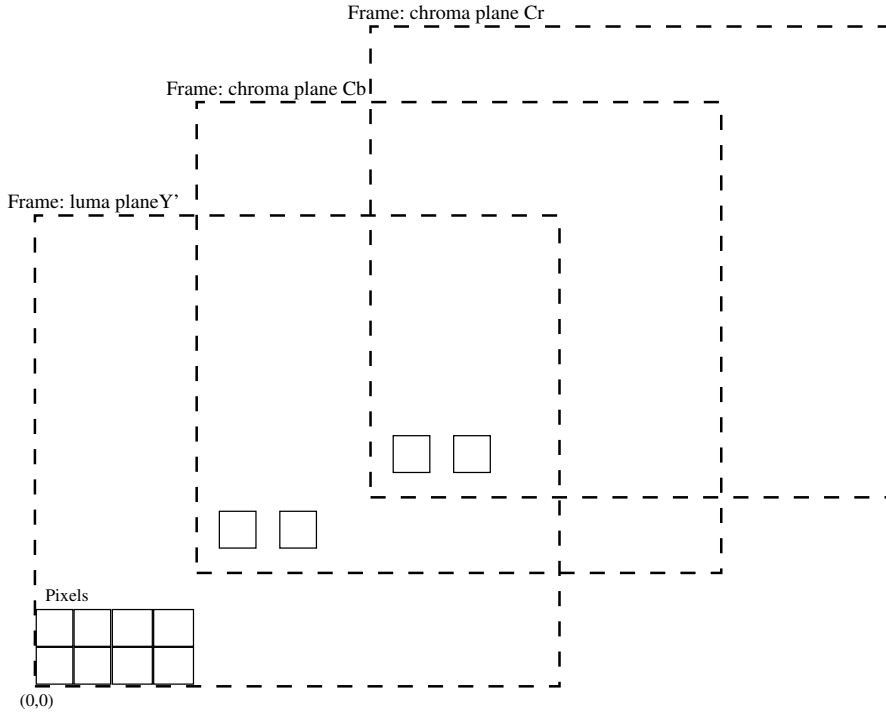 Frame: chroma plane Cr
Frame: chroma plane Cb
Frame: luma planeY’
Pixels
(0,0)